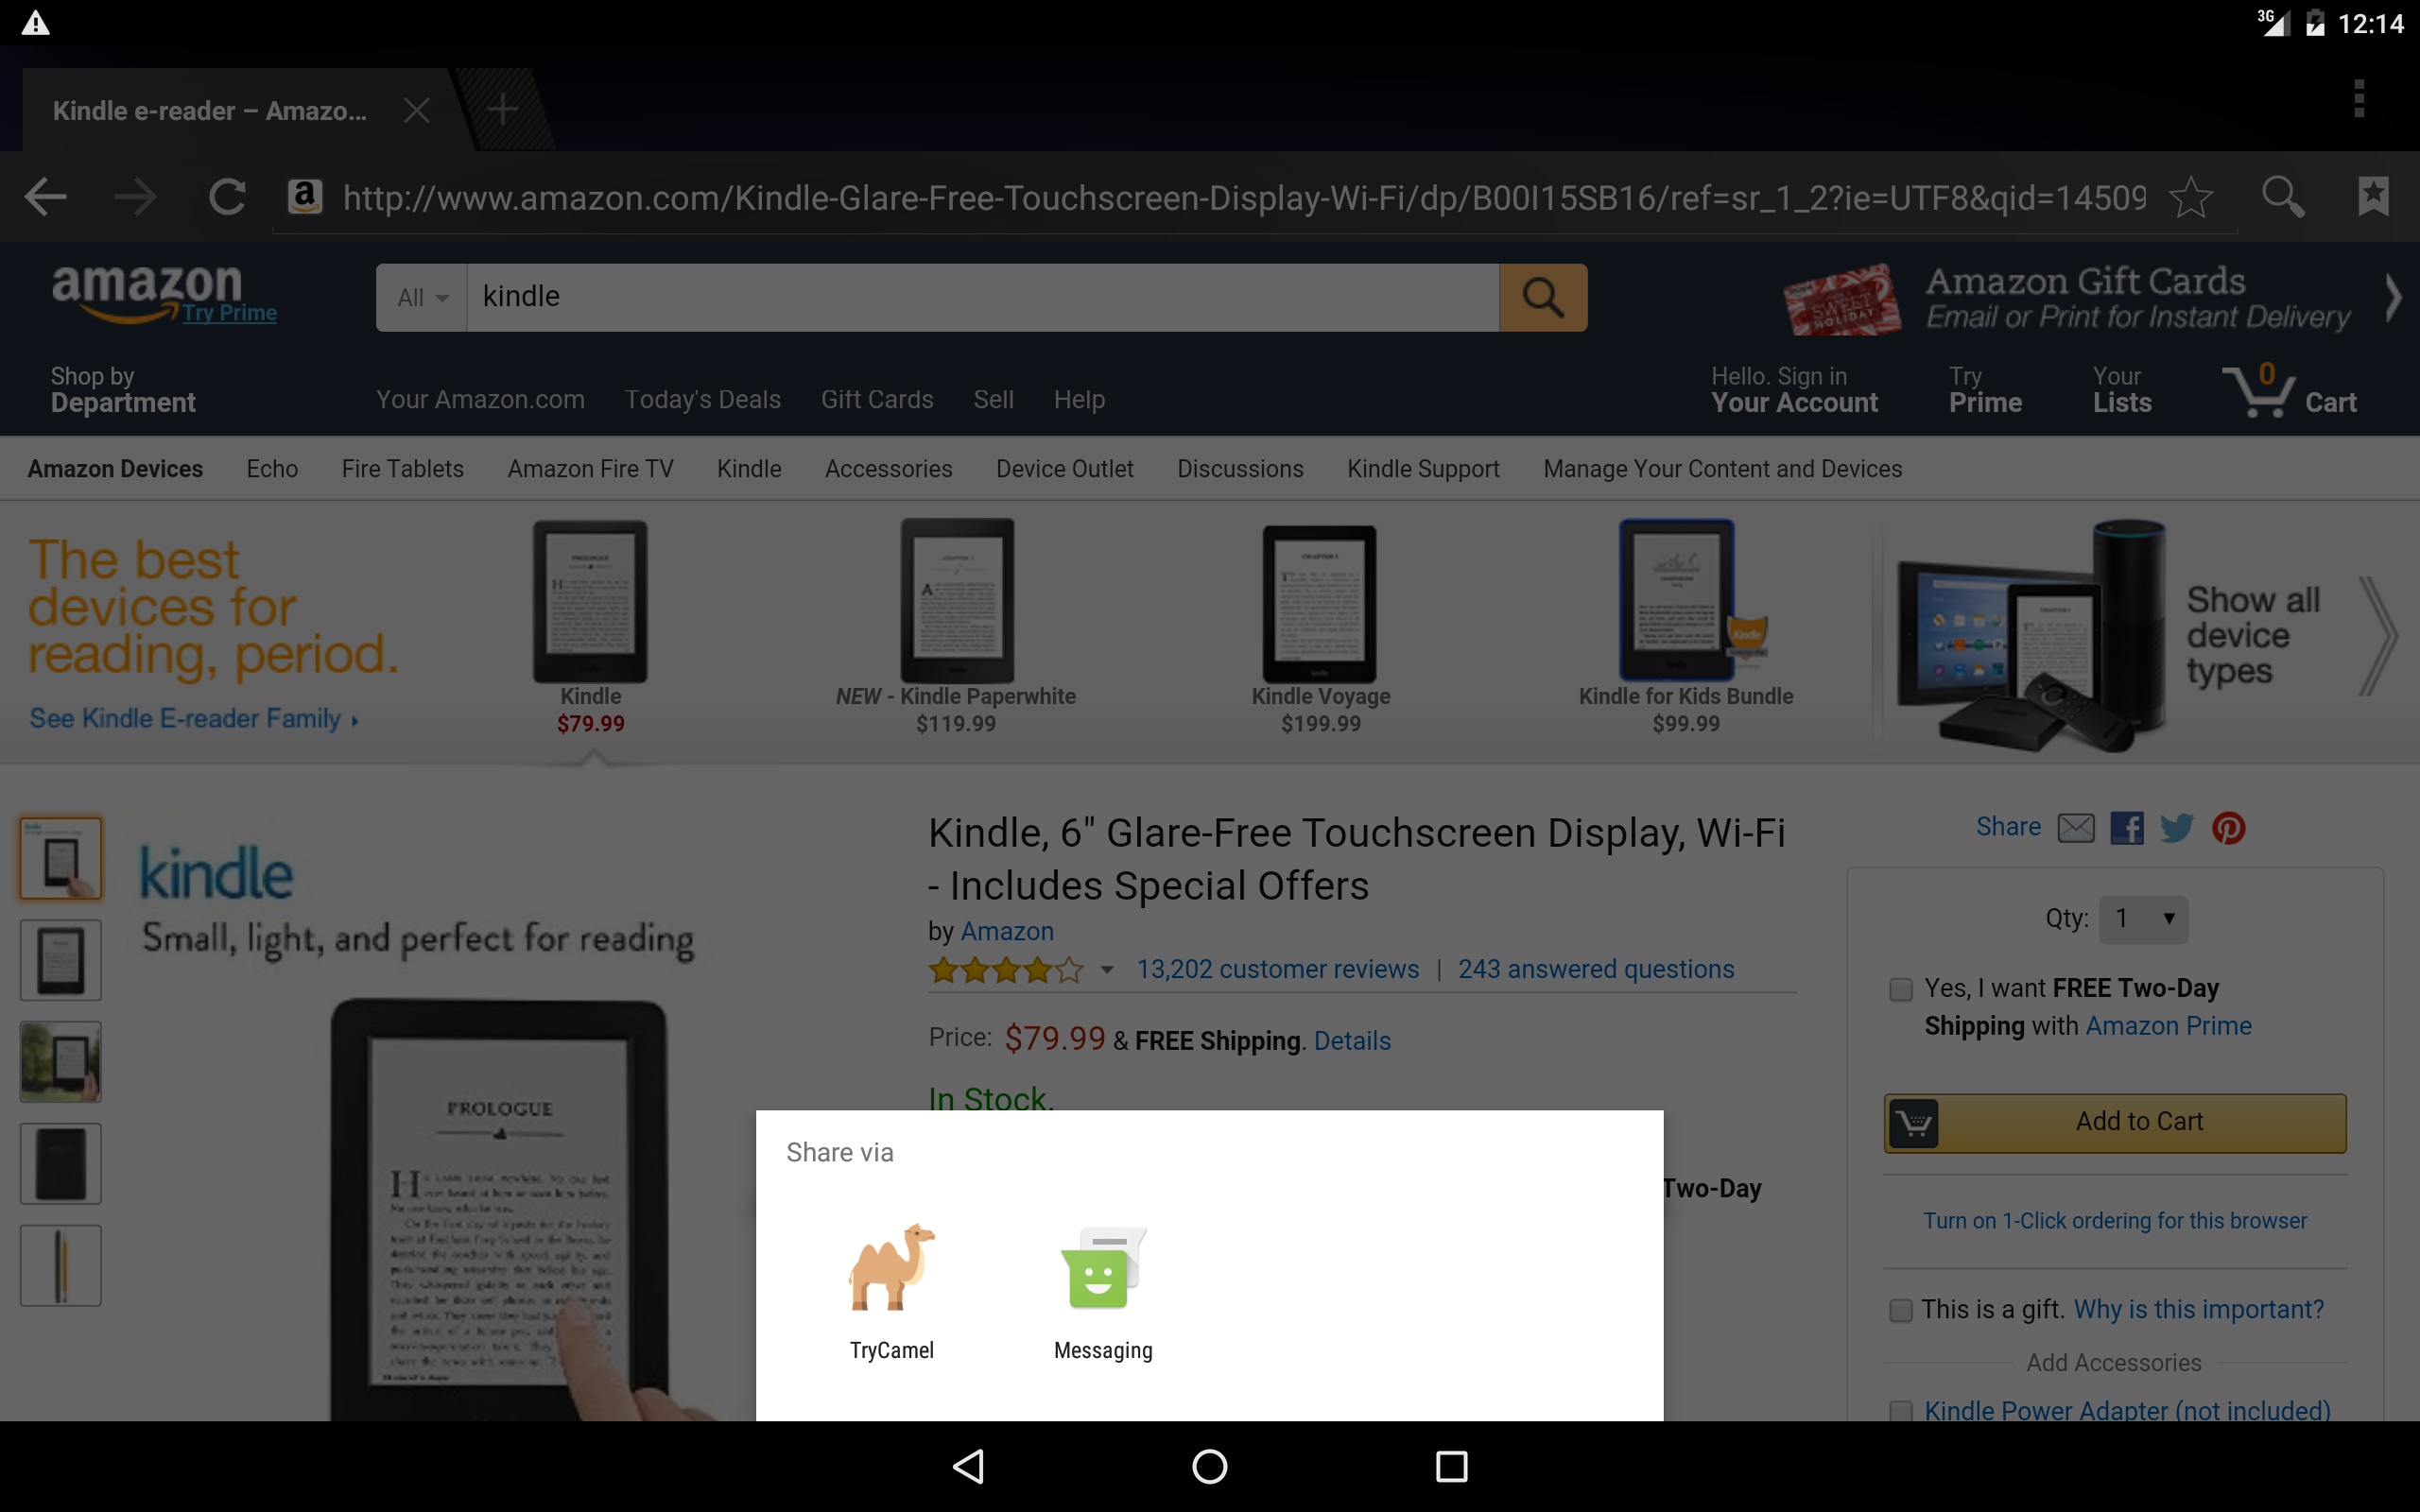 3G 12:14
Kindle e-reader – Amazo...
http://www.amazon.com/Kindle-Glare-Free-Touchscreen-Display-Wi-Fi/dp/B00I15SB16/ref=sr_1_2?ie=UTF8&qid=14509
amazon
Try Prime
All
kindle
SWEET HOLIDAY
Amazon Gift Cards
Email or Print for Instant Delivery
Shop by
Department
Your Amazon.com Today's Deals Gift Cards Sell Help
Hello. Sign in
Your Account
Try
Prime
Your
Lists
0
Cart
Amazon Devices Echo Fire Tablets Amazon Fire TV Kindle Accessories Device Outlet Discussions Kindle Support Manage Your Content and Devices
The best
devices for
reading, period.
See Kindle E-reader Family
Kindle
$79.99
NEW - Kindle Paperwhite
$119.99
Kindle Voyage
$199.99
Kindle for Kids Bundle
$99.99
Show all
device
types
kindle
Small, light, and perfect for reading
PROLOGUE
Kindle, 6" Glare-Free Touchscreen Display, Wi-Fi
- Includes Special Offers
by Amazon
13,202 customer reviews | 243 answered questions
Price: $79.99 & FREE Shipping. Details
In Stock.
Two-Day
Share
Qty: 1
Yes, I want FREE Two-Day
Shipping with Amazon Prime
Add to Cart
Turn on 1-Click ordering for this browser
This is a gift. Why is this important?
Add Accessories
Kindle Power Adapter (not included)
Share via
TryCamel
Messaging